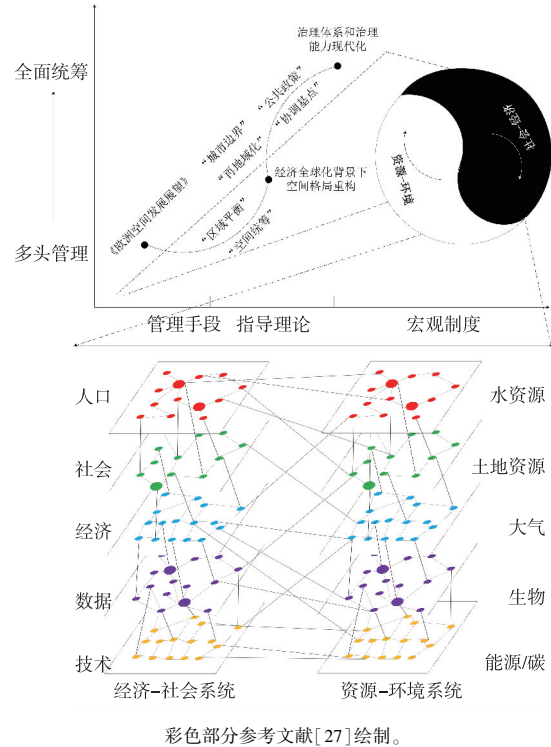 治理体系和治理
能力现代化
全面统筹
“公共政策”
“协调基点”
“城市边界”
“再地域化”
社会-经济
资源-环境
经济全球化背景下
空间格局重构
《欧洲空间发展展望》
“区域平衡”
“空间统筹”
多头管理
管理手段
指导理论
宏观制度
人口
水资源
社会
土地资源
经济
大气
数据
生物
技术
能源/碳
经济-社会系统
资源-环境系统
彩色部分参考文献[27]绘制。